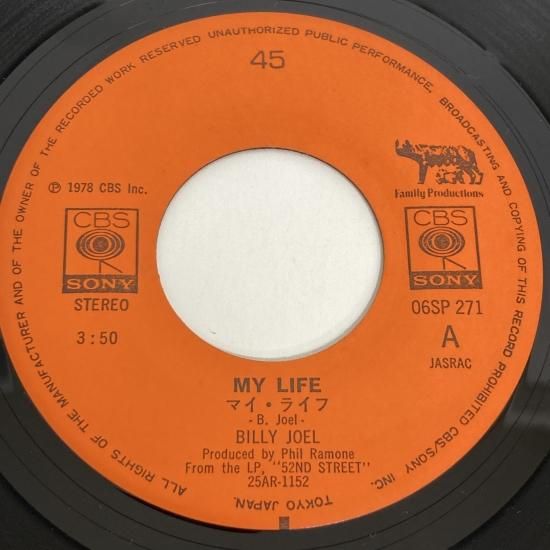 ALL RIGHTS OF THE MANUFACTURER AND OF THE OWNER OF THE RECORDED WORK RESERVED UNAUTHORIZED PUBLIC PERFORMANCE, BROADCASTING AND COPYING OF THIS RECORD PROHIBITED CBS/SONY INC. TOKYO JAPAN.
45
Ⓟ 1978 CBS Inc.
Family Productions
CBS
SONY
STEREO
3:50
CBS
SONY
06SP 271
A
JASRAC
MY LIFE
マイ・ライフ
- B. Joel -
BILLY JOEL
Produced by Phil Ramone
From the LP, "52ND STREET"
25AR-1152